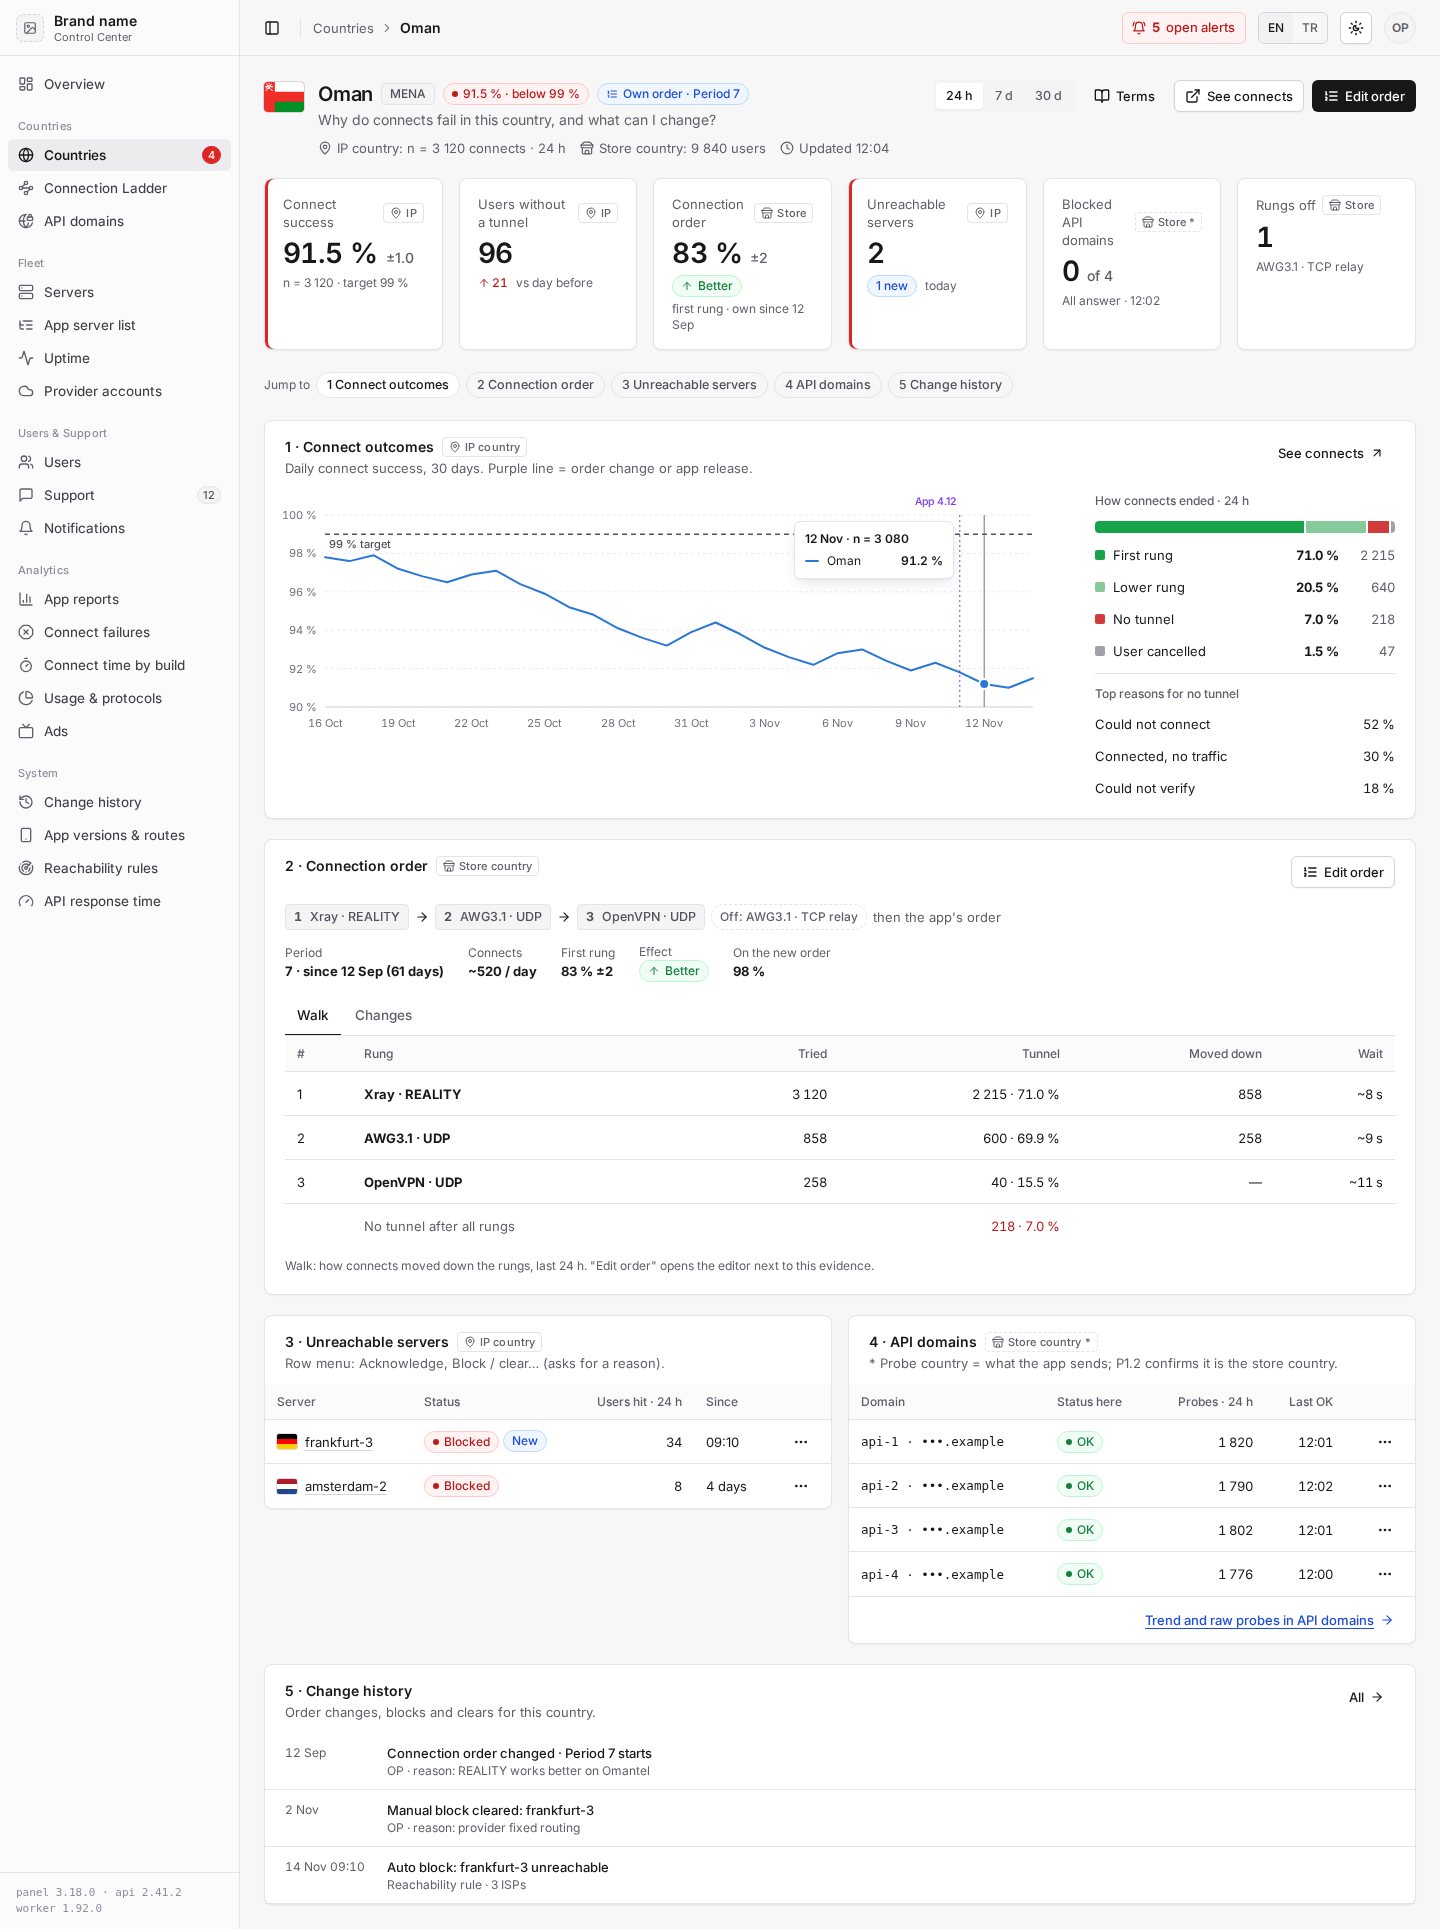 Brand name
Control Center
Overview
Countries
Countries 4
Connection Ladder
API domains
Fleet
Servers
App server list
Uptime
Provider accounts
Users & Support
Users
Support 12
Notifications
Analytics
App reports
Connect failures
Connect time by build
Usage & protocols
Ads
System
Change history
App versions & routes
Reachability rules
API response time
panel 3.18.0 · api 2.41.2
worker 1.92.0
Countries > Oman
5 open alerts
EN TR
OP
Oman MENA 91.5 % · below 99 % Own order · Period 7
24 h 7 d 30 d
Terms
See connects
Edit order
Why do connects fail in this country, and what can I change?
IP country: n = 3 120 connects · 24 h Store country: 9 840 users Updated 12:04
Connect success IP
91.5 % ±1.0
n = 3 120 · target 99 %
Users without a tunnel IP
96
↑ 21 vs day before
Connection order Store
83 % ±2
↑ Better
first rung · own since 12 Sep
Unreachable servers IP
2
1 new today
Blocked API domains Store *
0 of 4
All answer · 12:02
Rungs off Store
1
AWG3.1 · TCP relay
Jump to 1 Connect outcomes 2 Connection order 3 Unreachable servers 4 API domains 5 Change history
1 · Connect outcomes IP country
Daily connect success, 30 days. Purple line = order change or app release.
See connects
App 4.12
100 %
99 % target
98 %
96 %
94 %
92 %
90 %
12 Nov · n = 3 080
Oman 91.2 %
16 Oct 19 Oct 22 Oct 25 Oct 28 Oct 31 Oct 3 Nov 6 Nov 9 Nov 12 Nov
How connects ended · 24 h
First rung 71.0 % 2 215
Lower rung 20.5 % 640
No tunnel 7.0 % 218
User cancelled 1.5 % 47
Top reasons for no tunnel
Could not connect 52 %
Connected, no traffic 30 %
Could not verify 18 %
2 · Connection order Store country
Edit order
1 Xray · REALITY → 2 AWG3.1 · UDP → 3 OpenVPN · UDP Off: AWG3.1 · TCP relay then the app's order
Period Connects First rung Effect On the new order
7 · since 12 Sep (61 days) ~520 / day 83 % ±2 ↑ Better 98 %
Walk Changes
# Rung Tried Tunnel Moved down Wait
1 Xray · REALITY 3 120 2 215 · 71.0 % 858 ~8 s
2 AWG3.1 · UDP 858 600 · 69.9 % 258 ~9 s
3 OpenVPN · UDP 258 40 · 15.5 % — ~11 s
No tunnel after all rungs 218 · 7.0 %
Walk: how connects moved down the rungs, last 24 h. "Edit order" opens the editor next to this evidence.
3 · Unreachable servers IP country
Row menu: Acknowledge, Block / clear… (asks for a reason).
Server Status Users hit · 24 h Since
frankfurt-3 Blocked New 34 09:10
amsterdam-2 Blocked 8 4 days
4 · API domains Store country *
* Probe country = what the app sends; P1.2 confirms it is the store country.
Domain Status here Probes · 24 h Last OK
api-1 · •••.example OK 1 820 12:01
api-2 · •••.example OK 1 790 12:02
api-3 · •••.example OK 1 802 12:01
api-4 · •••.example OK 1 776 12:00
Trend and raw probes in API domains →
5 · Change history
Order changes, blocks and clears for this country.
All →
12 Sep Connection order changed · Period 7 starts
OP · reason: REALITY works better on Omantel
2 Nov Manual block cleared: frankfurt-3
OP · reason: provider fixed routing
14 Nov 09:10 Auto block: frankfurt-3 unreachable
Reachability rule · 3 ISPs